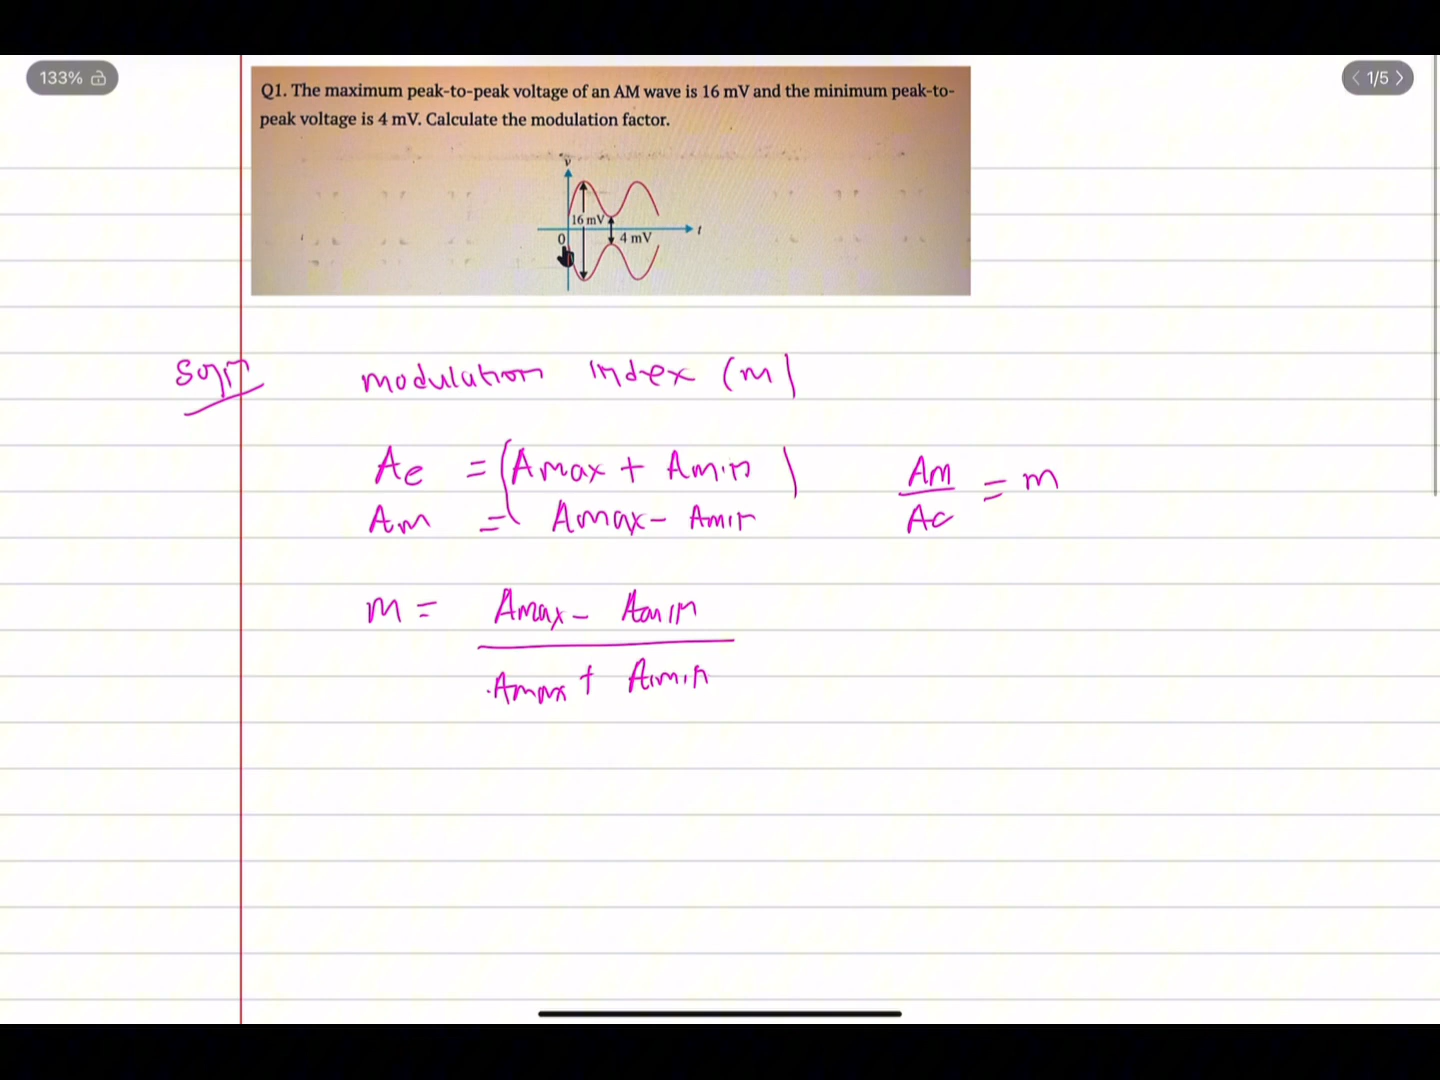 133%
1/5
Q1. The maximum peak-to-peak voltage of an AM wave is 16 mV and the minimum peak-to-
peak voltage is 4 mV. Calculate the modulation factor.
v
16 mV
0
4 mV
t
modulation index (m)
Ac = (Amax + Amin)
Am = Amax - Amin
Am
Ac
= m
m =
Amax - Amin
Amax + Amin